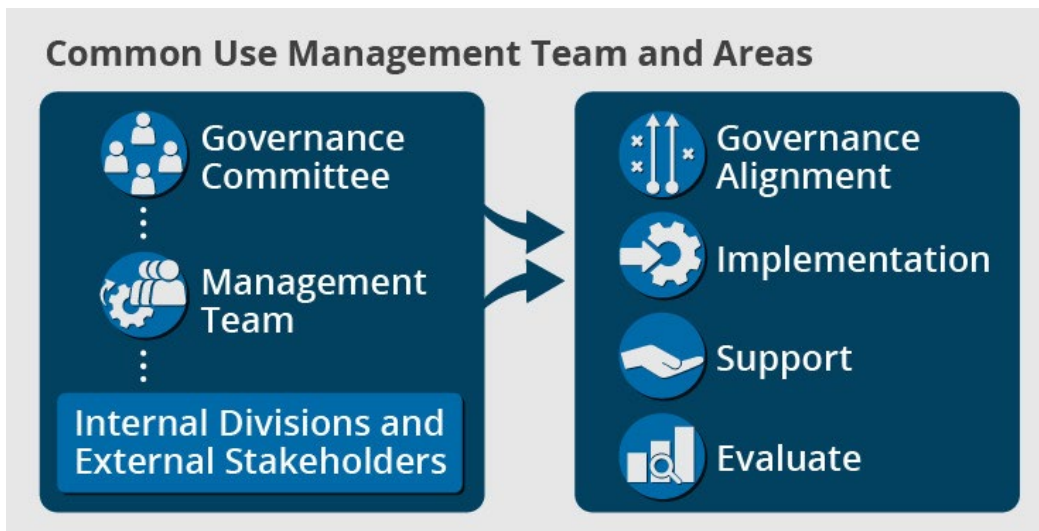 Common Use Management Team and Areas
Governance
Committee
Management
Team
Internal Divisions and
External Stakeholders
Governance
Alignment
Implementation
Support
Evaluate